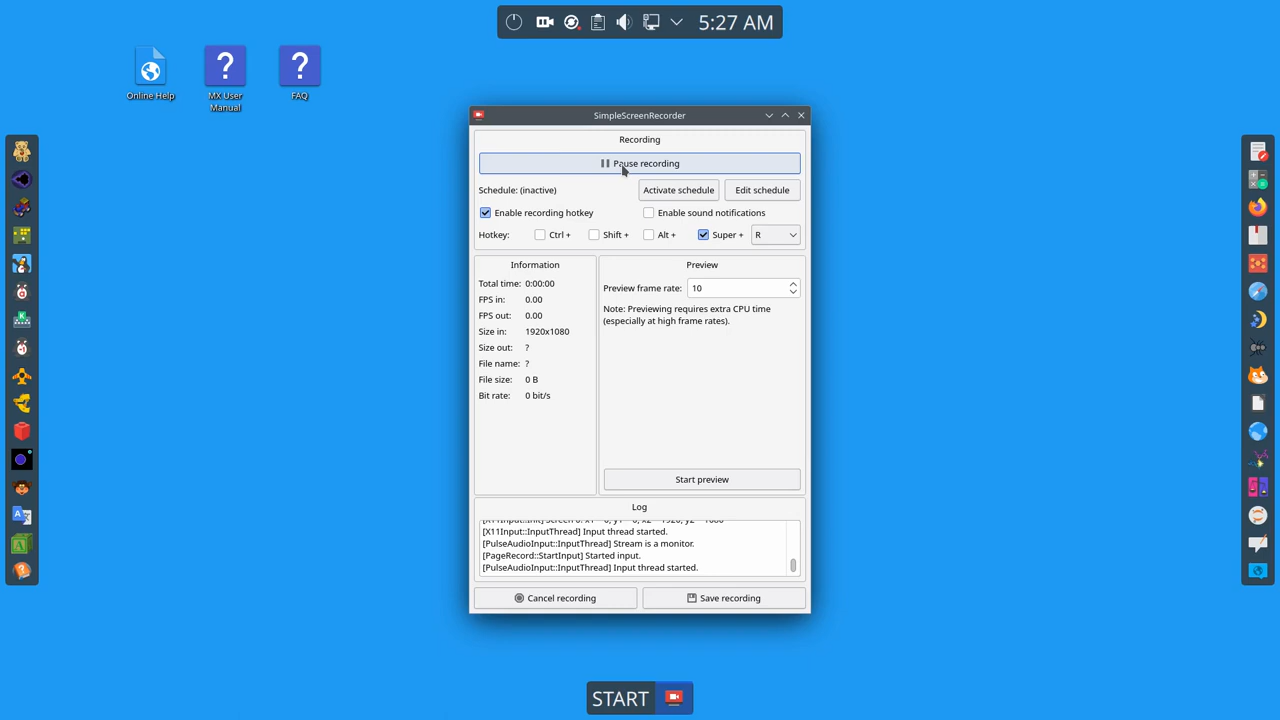 5:27 AM
Online Help
MX User
Manual
FAQ
SimpleScreenRecorder
Recording
Pause recording
Schedule: (inactive)
Activate schedule
Edit schedule
Enable recording hotkey
Enable sound notifications
Hotkey:
Ctrl +
Shift +
Alt +
Super +
R
Information
Total time: 0:00:00
FPS in: 0.00
FPS out: 0.00
Size in: 1920x1080
Size out: ?
File name: ?
File size: 0 B
Bit rate: 0 bit/s
Preview
Preview frame rate: 10
Note: Previewing requires extra CPU time
(especially at high frame rates).
Start preview
Log
[X11Input::InputThread] Input thread started.
[PulseAudioInput::InputThread] Stream is a monitor.
[PageRecord::StartInput] Started input.
[PulseAudioInput::InputThread] Input thread started.
Cancel recording
Save recording
START